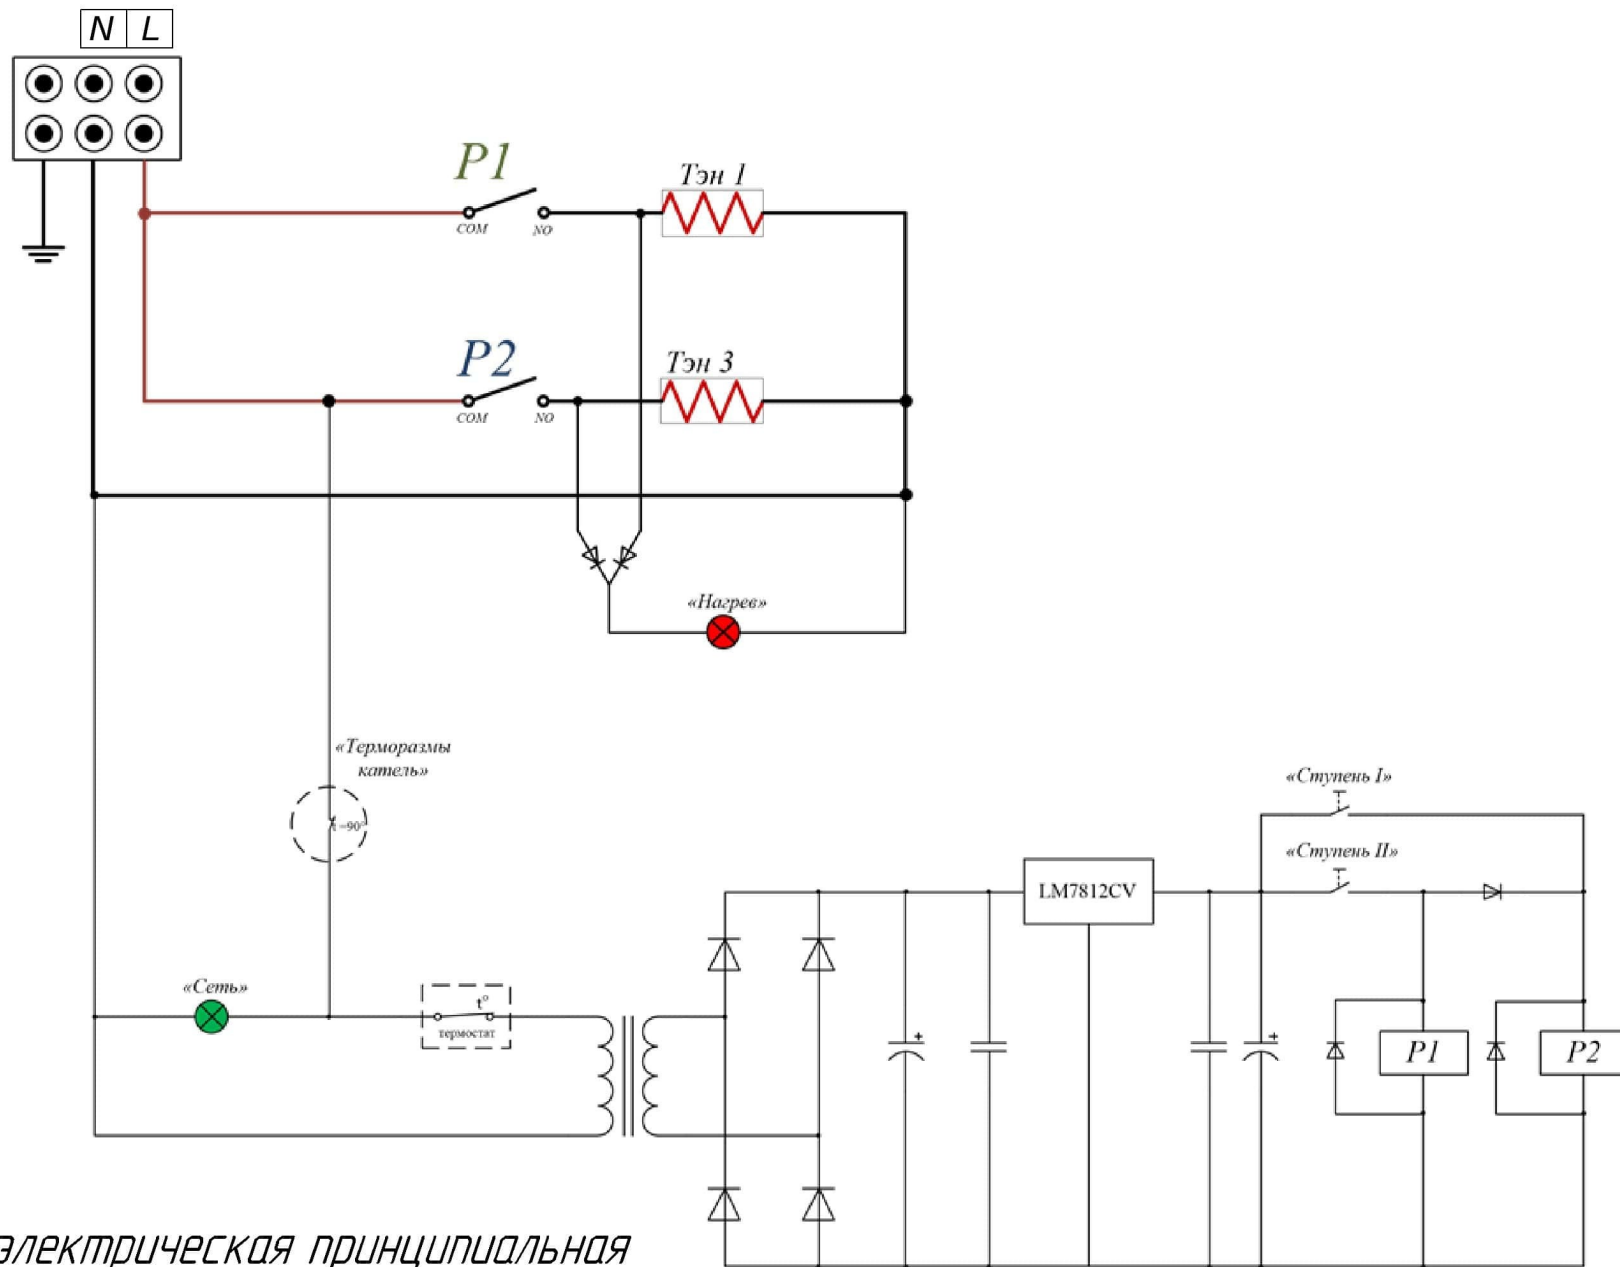 N L
P1
Тэн 1
COM
NO
P2
Тэн 3
COM
NO
«Нагрев»
«Терморазмы
катель»
t=90°
«Ступень I»
«Ступень II»
LM7812CV
«Сеть»
t°
термостат
+
+
P1
P2
электрическая принципиальная